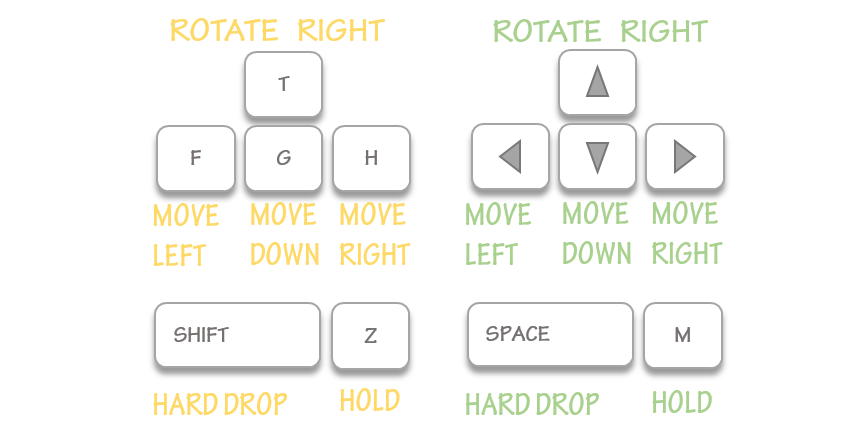 ROTATE RIGHT
T
F G H
MOVE LEFT
MOVE DOWN
MOVE RIGHT
SHIFT Z
HARD DROP HOLD
ROTATE RIGHT
MOVE LEFT
MOVE DOWN
MOVE RIGHT
SPACE M
HARD DROP HOLD